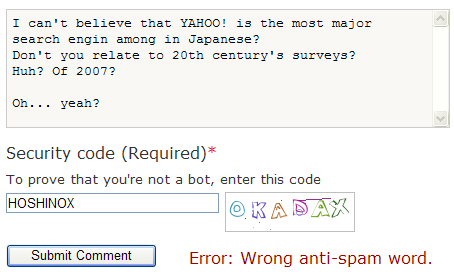 I can't believe that YAHOO! is the most major
search engin among in Japanese?
Don't you relate to 20th century's surveys?
Huh? Of 2007?
Oh... yeah?
Security code (Required)*
To prove that you're not a bot, enter this code
HOSHINOX
OKADAX
Submit Comment
Error: Wrong anti-spam word.